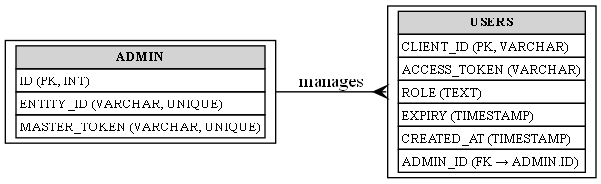 ADMIN
ID (PK, INT)
ENTITY_ID (VARCHAR, UNIQUE)
MASTER_TOKEN (VARCHAR, UNIQUE)
manages
USERS
CLIENT_ID (PK, VARCHAR)
ACCESS_TOKEN (VARCHAR)
ROLE (TEXT)
EXPIRY (TIMESTAMP)
CREATED_AT (TIMESTAMP)
ADMIN_ID (FK → ADMIN.ID)